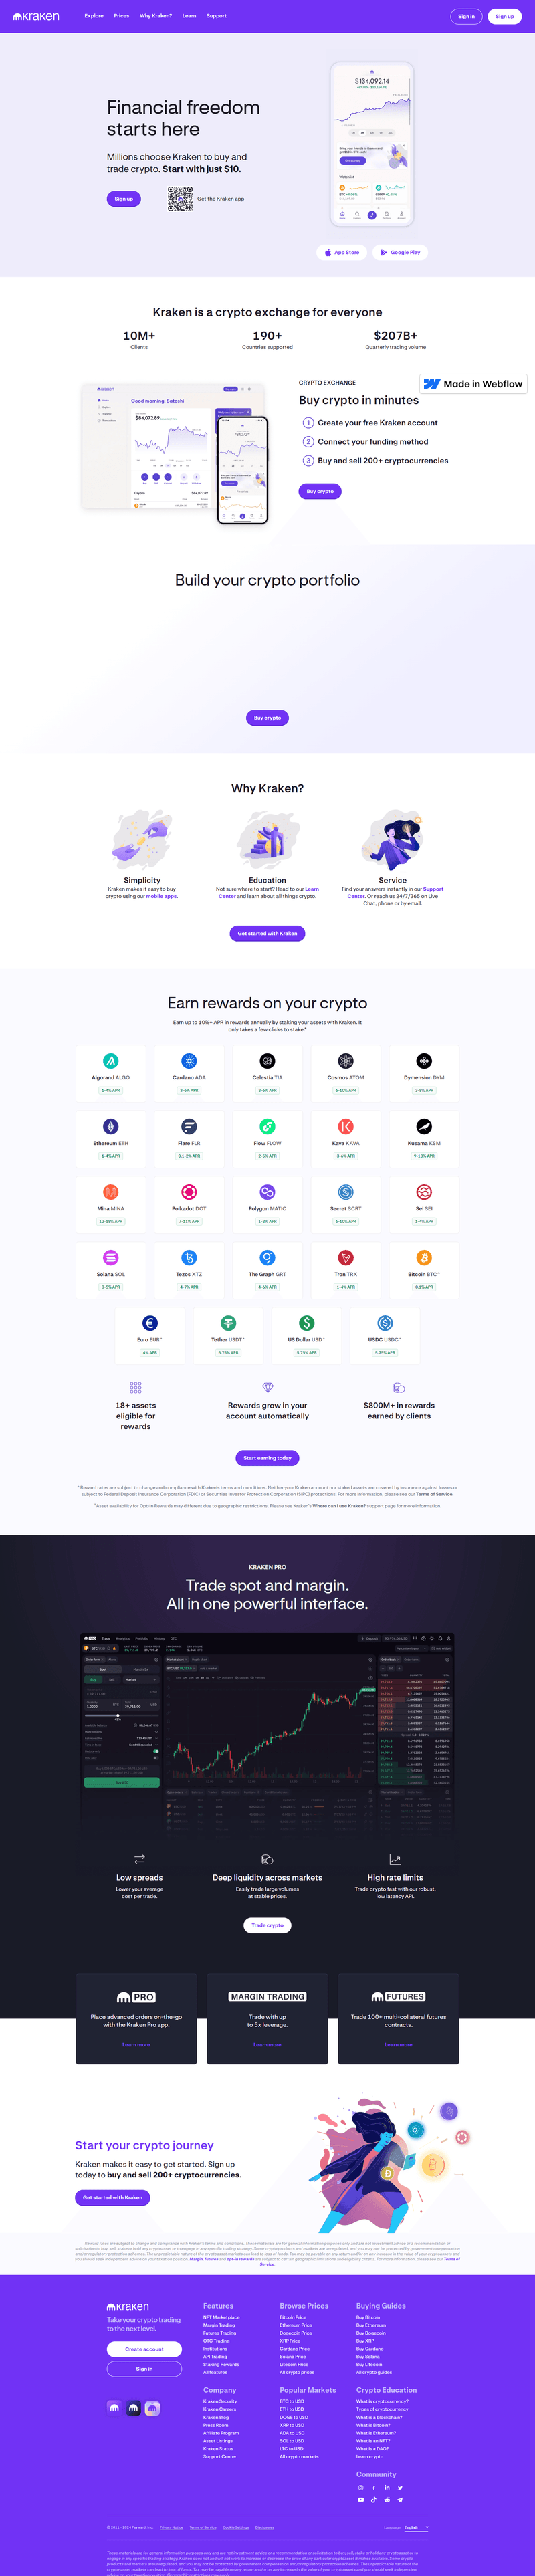 kraken
Explore Prices Why Kraken? Learn Support
Sign in Sign up
Financial freedom
starts here
Millions choose Kraken to buy and
trade crypto. Start with just $10.
Sign up
Get the Kraken app
$134,092.14
App Store
Google Play
Kraken is a crypto exchange for everyone
10M+
Clients
190+
Countries supported
$207B+
Quarterly trading volume
Good morning, Satoshi
$84,072.89
CRYPTO EXCHANGE
Made in Webflow
Buy crypto in minutes
1 Create your free Kraken account
2 Connect your funding method
3 Buy and sell 200+ cryptocurrencies
Buy crypto
Build your crypto portfolio
Buy crypto
Why Kraken?
Simplicity
Kraken makes it easy to buy
crypto using our mobile apps.
Education
Not sure where to start? Head to our Learn
Center and learn about all things crypto.
Service
Find your answers instantly in our Support
Center. Or reach us 24/7/365 on Live
Chat, phone or by email.
Get started with Kraken
Earn rewards on your crypto
Earn up to 10%+ APR in rewards annually by staking your assets with Kraken. It
only takes a few clicks to stake.*
Algorand ALGO
1-4% APR
Cardano ADA
3-6% APR
Celestia TIA
Cosmos ATOM
6-10% APR
Dymension DYM
Ethereum ETH
1-4% APR
Flare FLR
Flow FLOW
2-5% APR
Kava KAVA
3-6% APR
Kusama KSM
Mina MINA
12-18% APR
Polkadot DOT
7-11% APR
Polygon MATIC
1-3% APR
Secret SCRT
6-10% APR
Sei SEI
1-4% APR
Solana SOL
Tezos XTZ
4-7% APR
The Graph GRT
4-6% APR
Tron TRX
1-4% APR
Bitcoin BTC^
0.1% APR
Euro EUR^
4% APR
Tether USDT^
5.75% APR
US Dollar USD^
5.75% APR
USDC USDC^
5.75% APR
18+ assets
eligible for
rewards
Rewards grow in your
account automatically
$800M+ in rewards
earned by clients
Start earning today
* Reward rates are subject to change and compliance with Kraken's terms and conditions. Neither your Kraken account nor staked assets are covered by insurance against losses or
subject to Federal Deposit Insurance Corporation (FDIC) or Securities Investor Protection Corporation (SIPC) protections. For more information, please see our Terms of Service.
^Asset availability for Opt-In Rewards may differ due to geographic restrictions. Please see Kraken's Where can I use Kraken? support page for more information.
KRAKEN PRO
Trade spot and margin.
All in one powerful interface.
Low spreads
Lower your average
cost per trade.
Deep liquidity across markets
Easily trade large volumes
at stable prices.
High rate limits
Trade crypto fast with our robust,
low latency API.
Trade crypto
PRO
Place advanced orders on-the-go
with the Kraken Pro app.
Learn more
MARGIN TRADING
Trade with up
to 5x leverage.
Learn more
FUTURES
Trade 100+ multi-collateral futures
contracts.
Learn more
Start your crypto journey
Kraken makes it easy to get started. Sign up
today to buy and sell 200+ cryptocurrencies.
Get started with Kraken
kraken
Take your crypto trading
to the next level.
Create account
Sign in
Features
NFT Marketplace
Margin Trading
Futures Trading
OTC Trading
Institutions
API Trading
Staking Rewards
All features
Browse Prices
Bitcoin Price
Ethereum Price
Dogecoin Price
XRP Price
Cardano Price
Solana Price
Litecoin Price
All crypto prices
Buying Guides
Buy Bitcoin
Buy Ethereum
Buy Dogecoin
Buy XRP
Buy Cardano
Buy Solana
Buy Litecoin
All crypto guides
Company
Kraken Security
Kraken Careers
Kraken Blog
Press Room
Affiliate Program
Asset Listings
Kraken Status
Support Center
Popular Markets
BTC to USD
ETH to USD
DOGE to USD
XRP to USD
ADA to USD
SOL to USD
LTC to USD
All crypto markets
Crypto Education
What is cryptocurrency?
Types of cryptocurrency
What is a blockchain?
What is Bitcoin?
What is Ethereum?
What is an NFT?
What is a DAO?
Learn crypto
Community
© 2011 - 2024 Payward, Inc. Privacy Notice Terms of Service Cookie Settings Disclosures
Language English